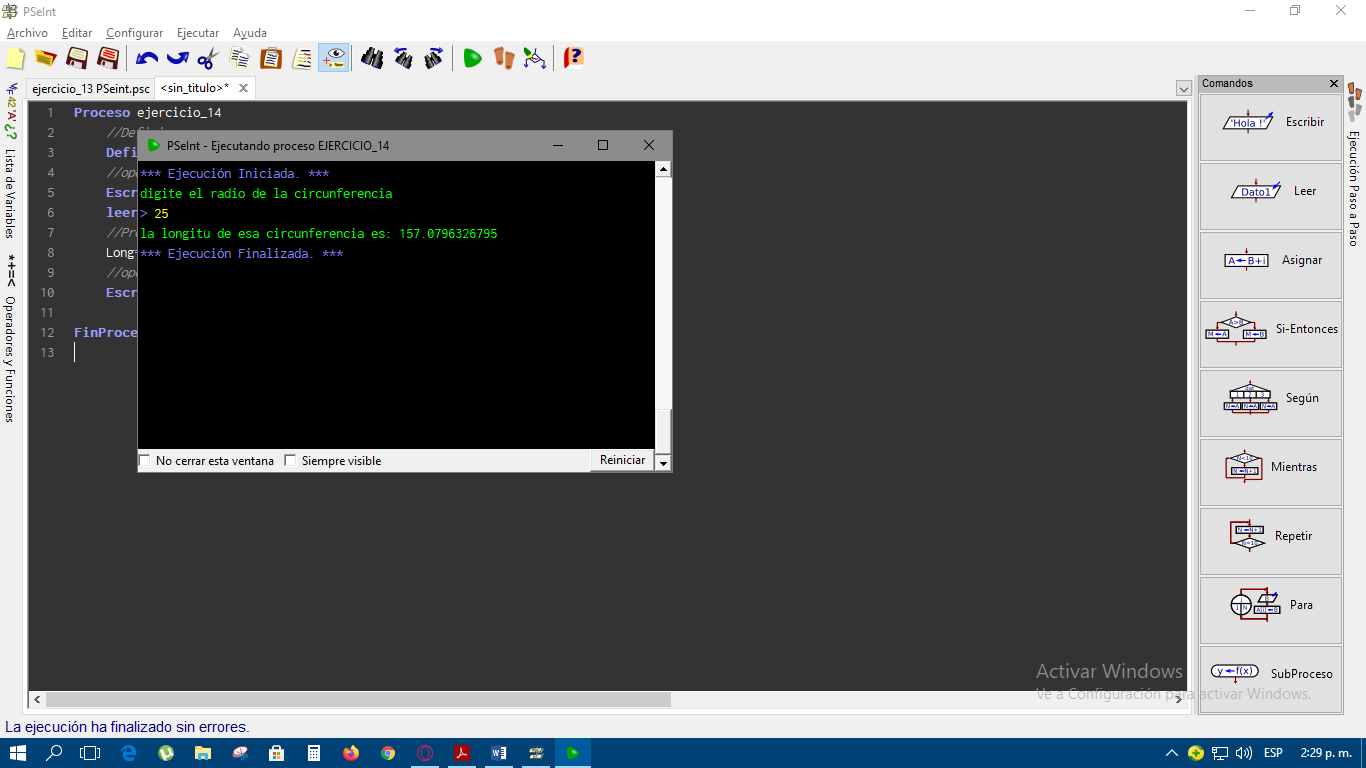 PSeInt
Archivo Editar Configurar Ejecutar Ayuda
ejercicio_13 PSeint.psc <sin_titulo>*
Comandos
1 Proceso ejercicio_14
2
3 Defi
4 //ope
5 Escr
6 leer
7 //Pr
8 Long
9 //ope
10 Escr
11
12 FinProce
13
PSeInt - Ejecutando proceso EJERCICIO_14
*** Ejecución Iniciada. ***
digite el radio de la circunferencia
> 25
la longitu de esa circunferencia es: 157.0796326795
*** Ejecución Finalizada. ***
No cerrar esta ventana Siempre visible Reiniciar
Lista de Variables
*+=< Operadores y Funciones
'Hola !' Escribir
Dato1 Leer
A←B+i Asignar
A>B M←A M←B Si-Entonces
Según
Mientras
Repetir
Para
y←f(x) SubProceso
Ejecución Paso a Paso
Activar Windows
Ve a Configuración para activar Windows.
La ejecución ha finalizado sin errores.
ESP 2:29 p. m.